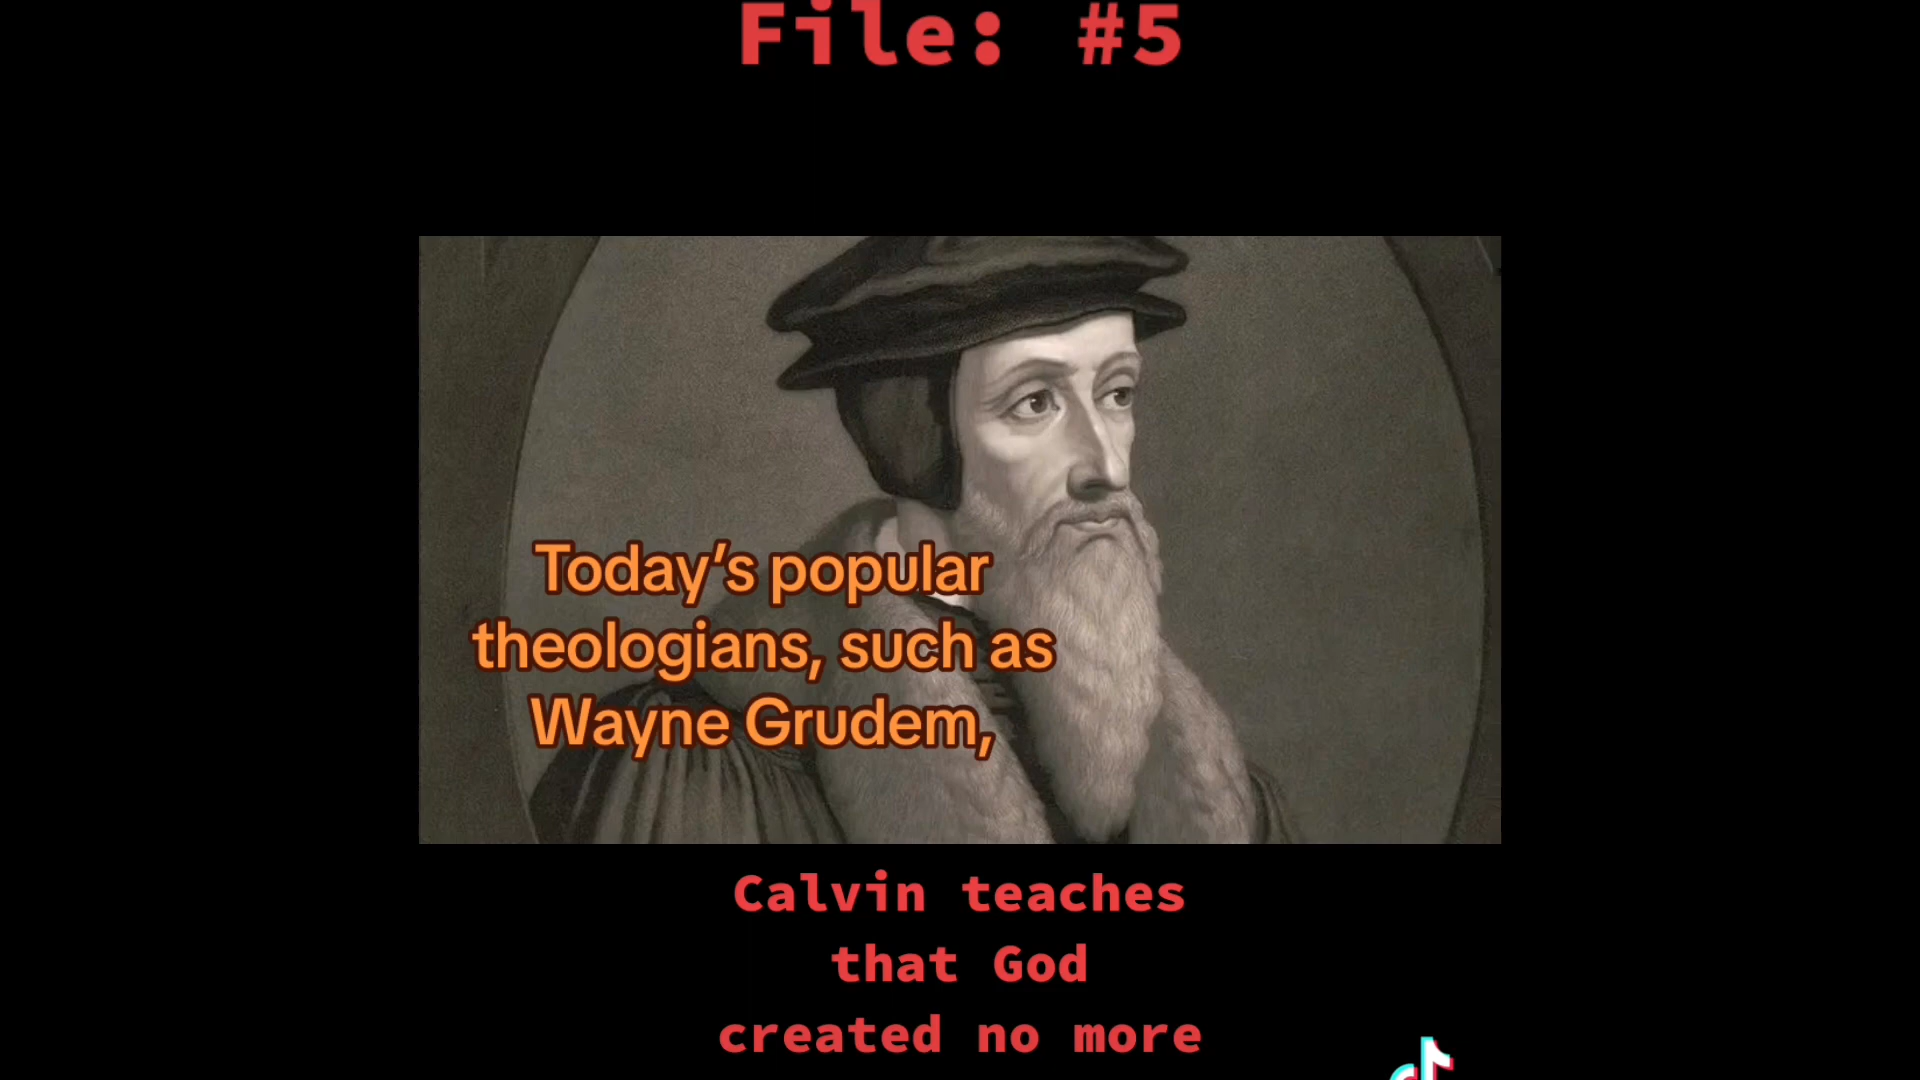 File: #5
Today’s popular
theologians, such as
Wayne Grudem,
Calvin teaches
that God
created no more